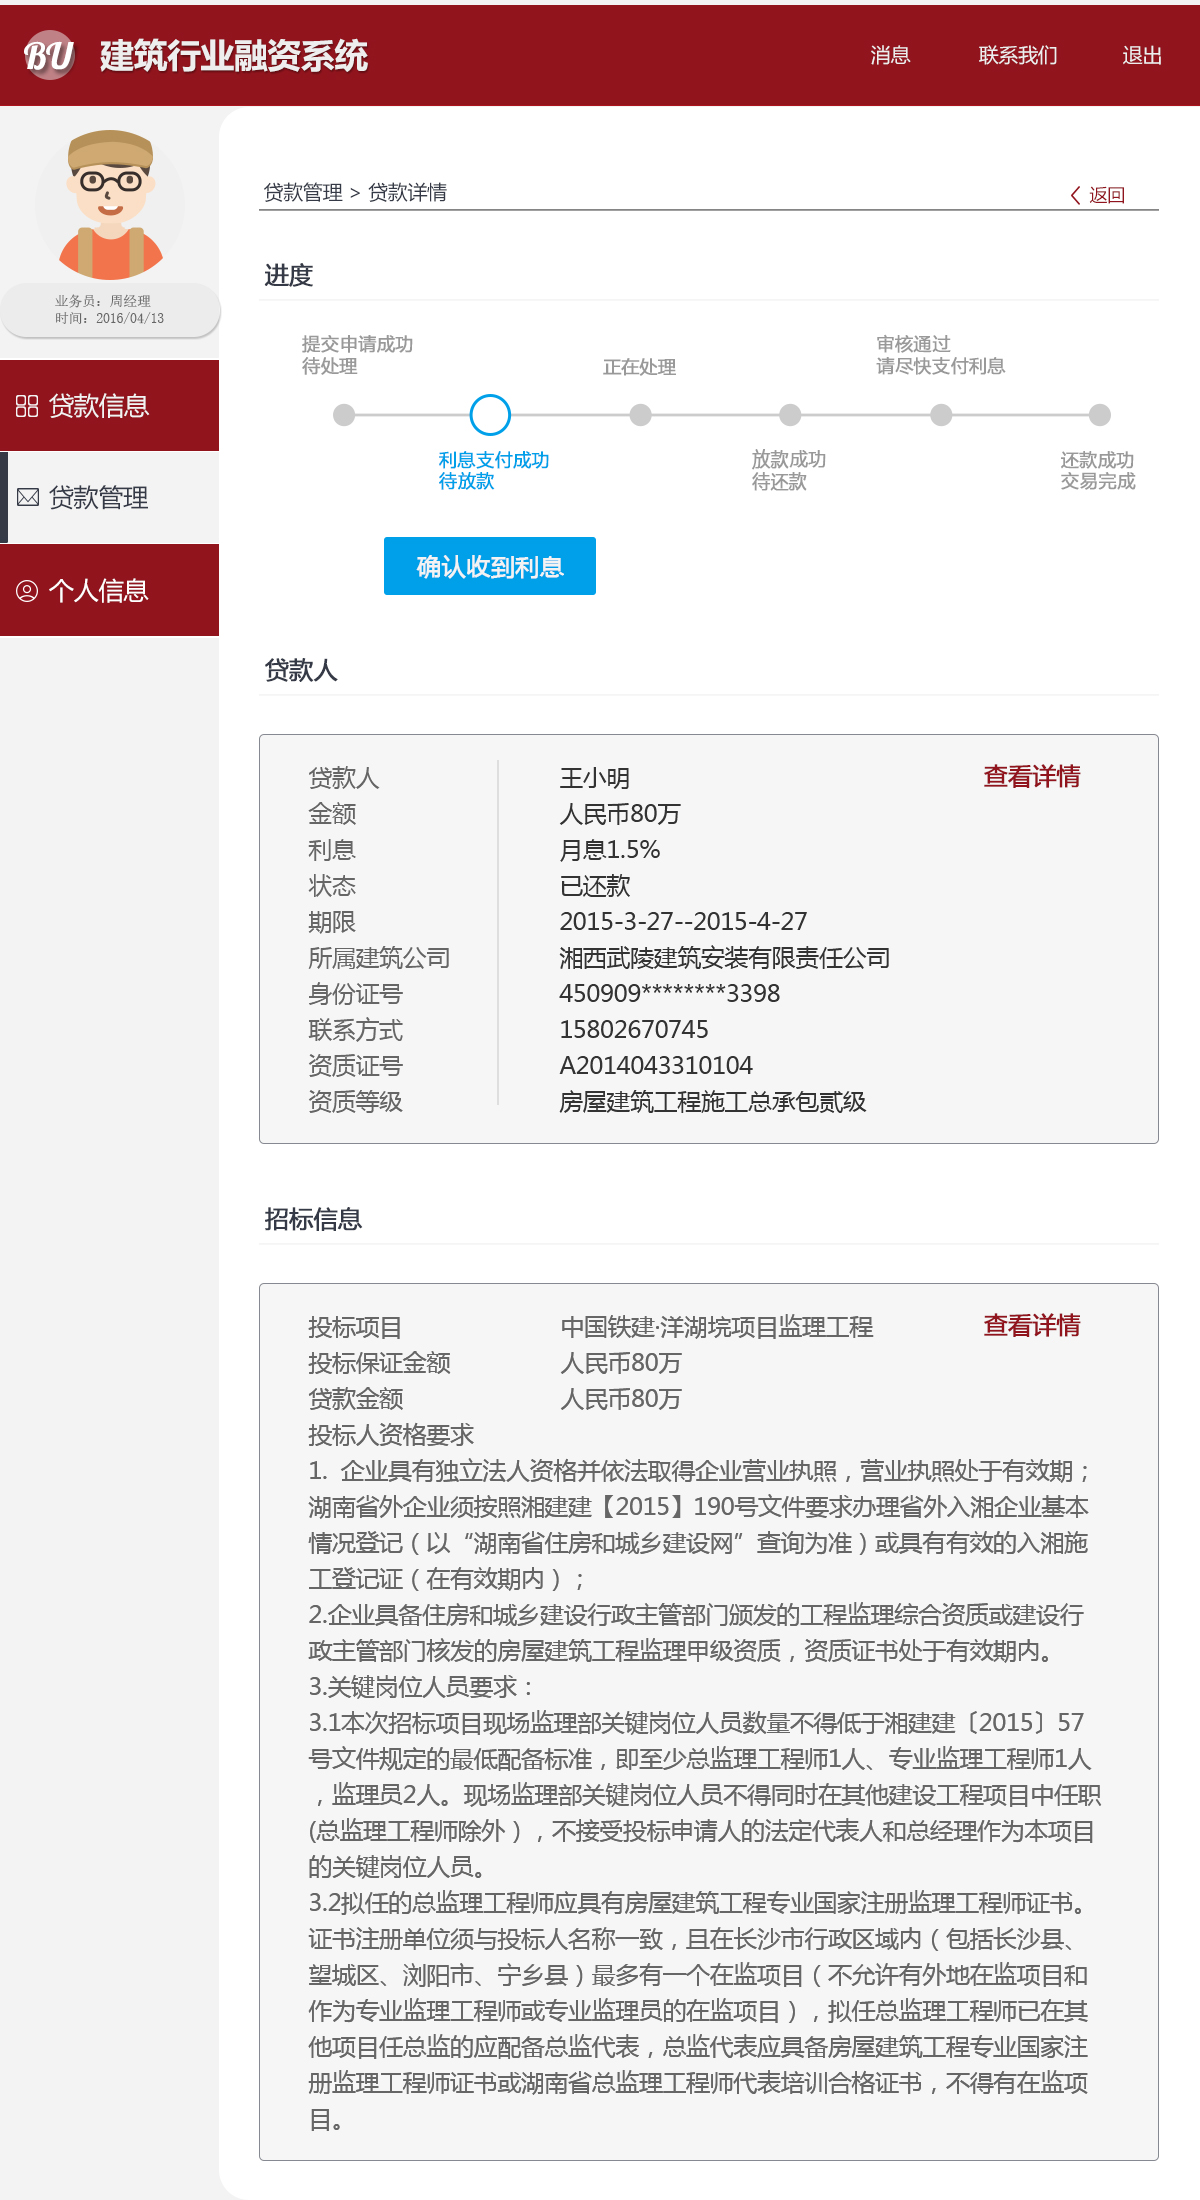 BU 建筑行业融资系统 消息 联系我们 退出
业务员：周经理
时间：2016/04/13
贷款信息
贷款管理
个人信息
贷款管理 > 贷款详情 返回
进度
提交申请成功
待处理
正在处理
审核通过
请尽快支付利息
利息支付成功
待放款
放款成功
待还款
还款成功
交易完成
确认收到利息
贷款人
贷款人 王小明 查看详情
金额 人民币80万
利息 月息1.5%
状态 已还款
期限 2015-3-27--2015-4-27
所属建筑公司 湘西武陵建筑安装有限责任公司
身份证号 450909********3398
联系方式 15802670745
资质证号 A2014043310104
资质等级 房屋建筑工程施工总承包贰级
招标信息
投标项目 中国铁建·洋湖垸项目监理工程 查看详情
投标保证金额 人民币80万
贷款金额 人民币80万
投标人资格要求
1. 企业具有独立法人资格并依法取得企业营业执照，营业执照处于有效期；
湖南省外企业须按照湘建建【2015】190号文件要求办理省外入湘企业基本
情况登记（以“湖南省住房和城乡建设网”查询为准）或具有有效的入湘施
工登记证（在有效期内）；
2.企业具备住房和城乡建设行政主管部门颁发的工程监理综合资质或建设行
政主管部门核发的房屋建筑工程监理甲级资质，资质证书处于有效期内。
3.关键岗位人员要求：
3.1本次招标项目现场监理部关键岗位人员数量不得低于湘建建〔2015〕57
号文件规定的最低配备标准，即至少总监理工程师1人、专业监理工程师1人
，监理员2人。现场监理部关键岗位人员不得同时在其他建设工程项目中任职
(总监理工程师除外），不接受投标申请人的法定代表人和总经理作为本项目
的关键岗位人员。
3.2拟任的总监理工程师应具有房屋建筑工程专业国家注册监理工程师证书。
证书注册单位须与投标人名称一致，且在长沙市行政区域内（包括长沙县、
望城区、浏阳市、宁乡县）最多有一个在监项目（不允许有外地在监项目和
作为专业监理工程师或专业监理员的在监项目），拟任总监理工程师已在其
他项目任总监的应配备总监代表，总监代表应具备房屋建筑工程专业国家注
册监理工程师证书或湖南省总监理工程师代表培训合格证书，不得有在监项
目。